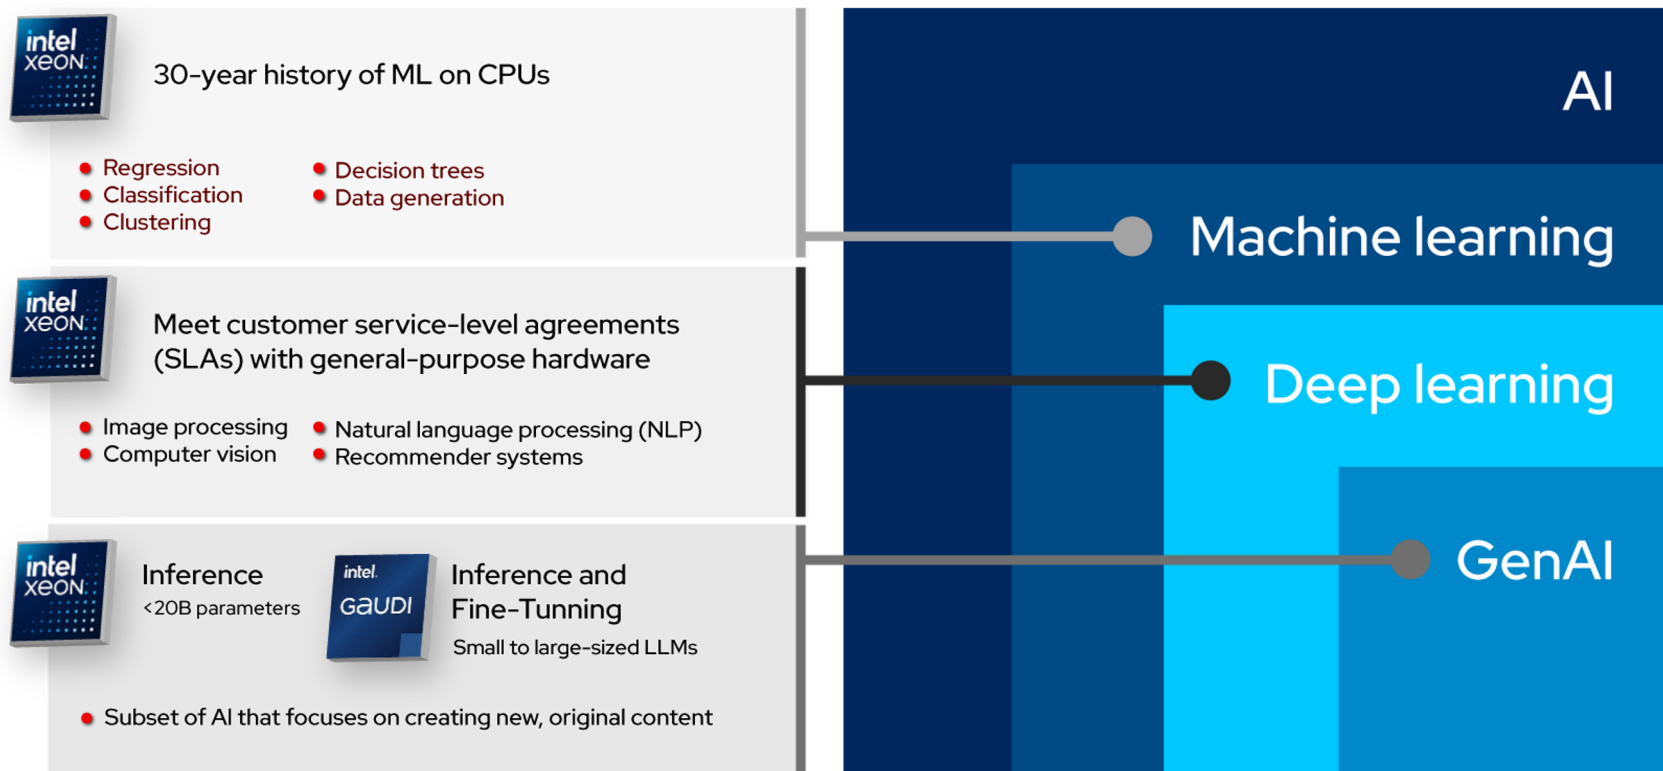 intel
xeon
30-year history of ML on CPUs
Regression
Classification
Clustering
Decision trees
Data generation
intel
xeon
Meet customer service-level agreements
(SLAs) with general-purpose hardware
Image processing
Computer vision
Natural language processing (NLP)
Recommender systems
intel
xeon
Inference
<20B parameters
intel.
GAUDI
Inference and
Fine-Tunning
Small to large-sized LLMs
Subset of AI that focuses on creating new, original content
AI
Machine learning
Deep learning
GenAI